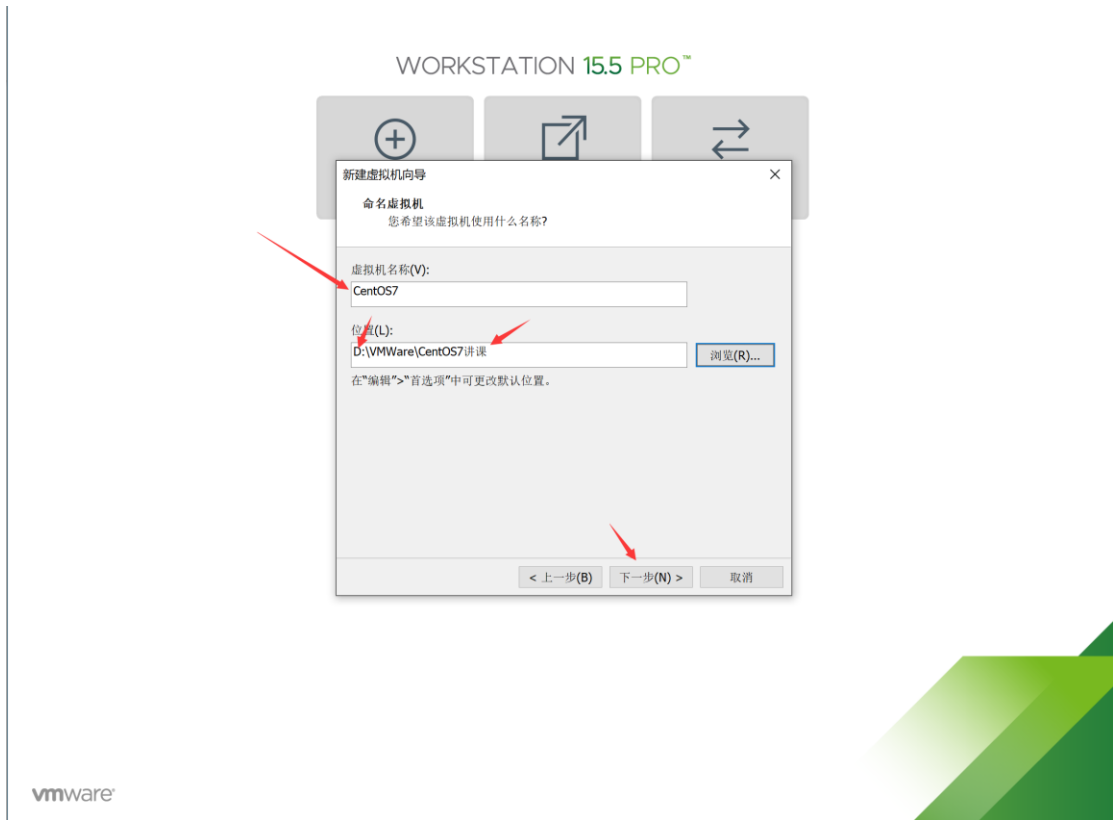 WORKSTATION 15.5 PRO™
新建虚拟机向导
命名虚拟机
您希望该虚拟机使用什么名称?
虚拟机名称(V):
CentOS7
位置(L):
D:\VMWare\CentOS7讲课
浏览(R)...
在"编辑">"首选项"中可更改默认位置。
< 上一步(B) 下一步(N) > 取消
vmware®